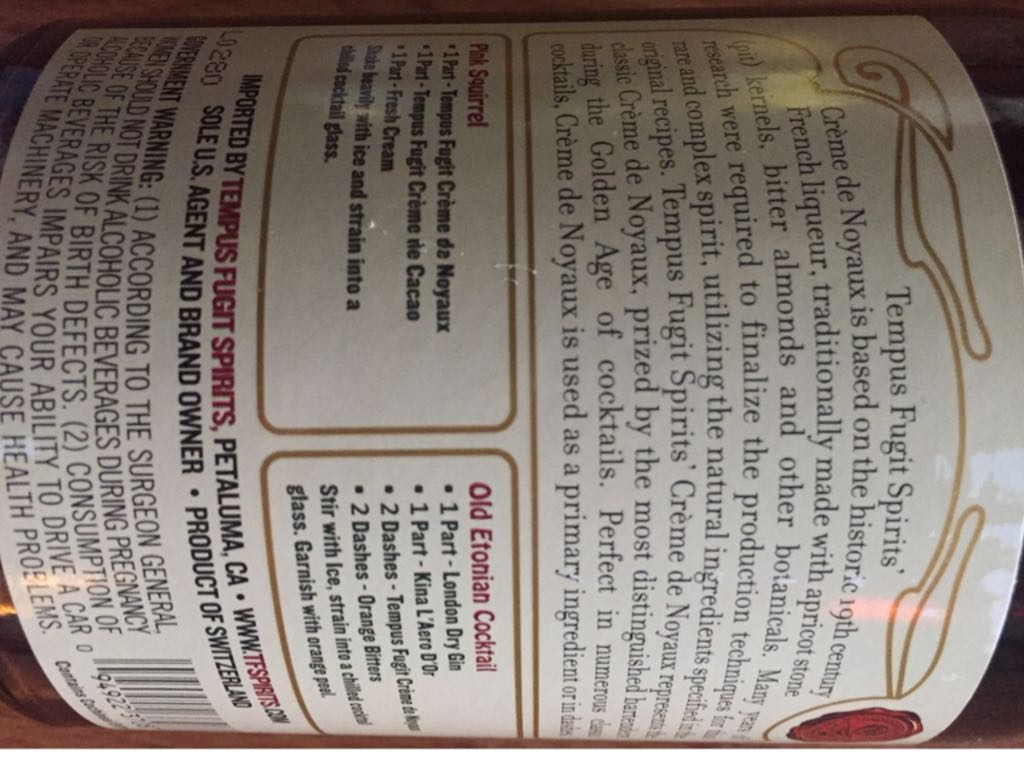 Tempus Fugit Spirits'
Crème de Noyaux is based on the historic 19th century
French liqueur, traditionally made with apricot stone
(pit) kernels, bitter almonds and other botanicals. Many years
research were required to finalize the production techniques for
rare and complex spirit, utilizing the natural ingredients specified in
original recipes. Tempus Fugit Spirits' Crème de Noyaux represents
classic Crème de Noyaux, prized by the most distinguished
during the Golden Age of cocktails. Perfect in numerous
cocktails, Crème de Noyaux is used as a primary ingredient or in
Pink Squirrel
• 1 Part - Tempus Fugit Crème de Noyaux
• 1 Part - Tempus Fugit Crème de Cacao
• 1 Part - Fresh Cream
Shake heavily with ice and strain into a
chilled cocktail glass.
Old Etonian Cocktail
• 1 Part - London Dry Gin
• 1 Part - Kina L'Aero D'Or
• 2 Dashes - Tempus Fugit Crème de
• 2 Dashes - Orange Bitters
Stir with Ice, strain into a chilled cocktail
glass. Garnish with orange peel.
IMPORTED BY TEMPUS FUGIT SPIRITS, PETALUMA, CA • WWW.TFSPIRITS.COM
SOLE U.S. AGENT AND BRAND OWNER • PRODUCT OF SWITZERLAND
GOVERNMENT WARNING: (1) ACCORDING TO THE SURGEON GENERAL,
WOMEN SHOULD NOT DRINK ALCOHOLIC BEVERAGES DURING PREGNANCY
BECAUSE OF THE RISK OF BIRTH DEFECTS. (2) CONSUMPTION OF
ALCOHOLIC BEVERAGES IMPAIRS YOUR ABILITY TO DRIVE A CAR
OR OPERATE MACHINERY, AND MAY CAUSE HEALTH PROBLEMS.
0 94922
Contains